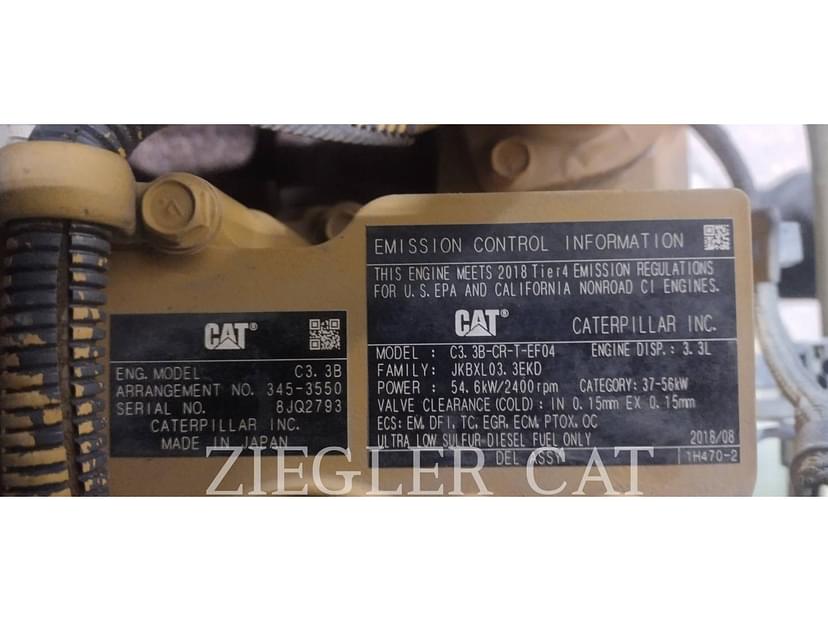 CAT®
ENG. MODEL C3.3B
ARRANGEMENT NO. 345-3550
SERIAL NO. 8JQ2793
CATERPILLAR INC.
MADE IN JAPAN
EMISSION CONTROL INFORMATION
THIS ENGINE MEETS 2018 Tier4 EMISSION REGULATIONS
FOR U.S. EPA AND CALIFORNIA NONROAD CI ENGINES.
CAT® CATERPILLAR INC.
MODEL : C3.3B-CR-T-EF04 ENGINE DISP.: 3.3L
FAMILY: JKBXL03.3EKD
POWER : 54.6kW/2400rpm CATEGORY: 37-56kW
VALVE CLEARANCE (COLD) : IN 0.15mm EX 0.15mm
ECS: EM, DFI, TC, EGR, ECM, PTOX, OC
ULTRA LOW SULFUR DIESEL FUEL ONLY 2018/08
DEL ASSY 1H470-2
ZIEGLER CAT